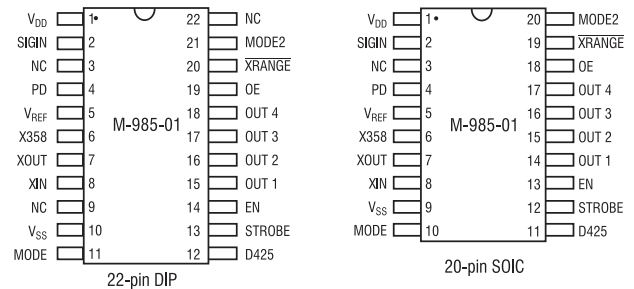 VDD 1 22 NC
SIGIN 2 21 MODE2
NC 3 20 XRANGE
PD 4 19 OE
VREF 5 18 OUT 4
X358 6 17 OUT 3
XOUT 7 16 OUT 2
XIN 8 15 OUT 1
NC 9 14 EN
VSS 10 13 STROBE
MODE 11 12 D425
M-985-01
22-pin DIP
VDD 1 20 MODE2
SIGIN 2 19 XRANGE
NC 3 18 OE
PD 4 17 OUT 4
VREF 5 16 OUT 3
X358 6 15 OUT 2
XOUT 7 14 OUT 1
XIN 8 13 EN
VSS 9 12 STROBE
MODE 10 11 D425
M-985-01
20-pin SOIC